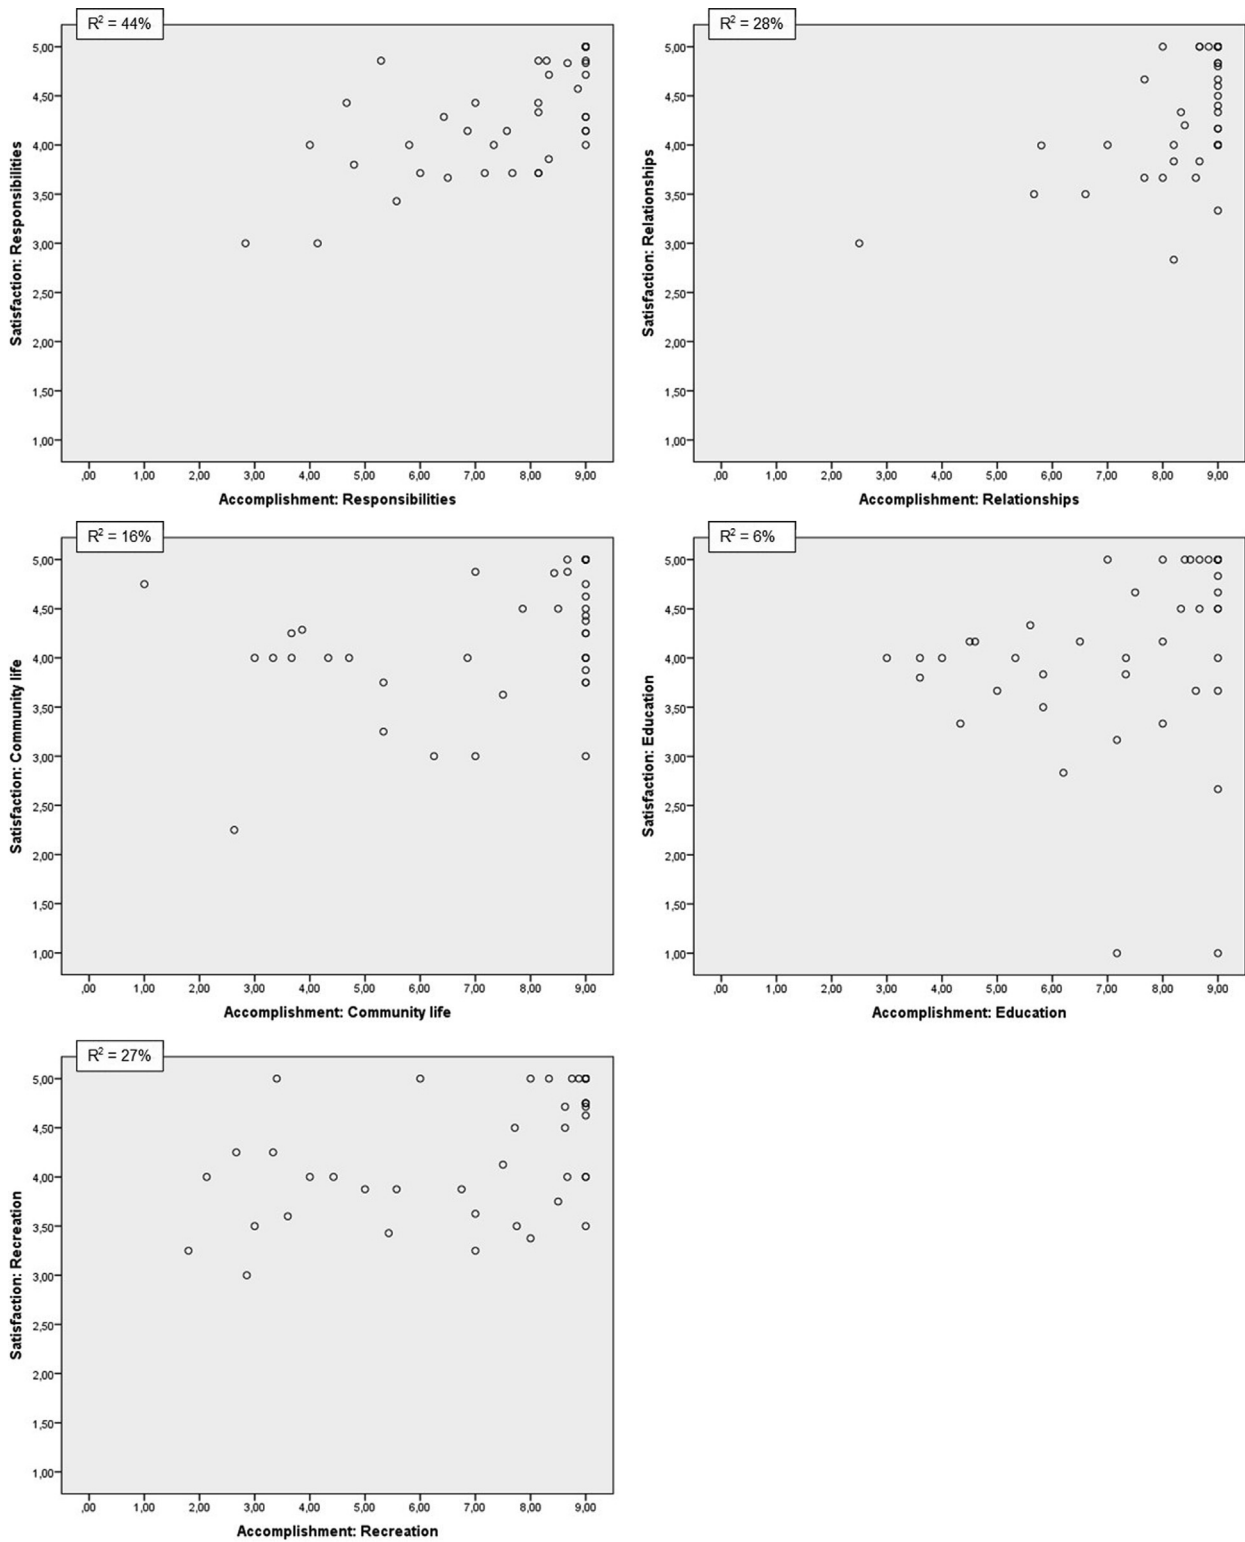 R² = 44%
5,00
4,50
4,00
3,50
3,00
2,50
2,00
1,50
1,00
Satisfaction: Responsibilities
,00 1,00 2,00 3,00 4,00 5,00 6,00 7,00 8,00 9,00
Accomplishment: Responsibilities
R² = 28%
5,00
4,50
4,00
3,50
3,00
2,50
2,00
1,50
1,00
Satisfaction: Relationships
,00 1,00 2,00 3,00 4,00 5,00 6,00 7,00 8,00 9,00
Accomplishment: Relationships
R² = 16%
5,00
4,50
4,00
3,50
3,00
2,50
2,00
1,50
1,00
Satisfaction: Community life
,00 1,00 2,00 3,00 4,00 5,00 6,00 7,00 8,00 9,00
Accomplishment: Community life
R² = 6%
5,00
4,50
4,00
3,50
3,00
2,50
2,00
1,50
1,00
Satisfaction: Education
,00 1,00 2,00 3,00 4,00 5,00 6,00 7,00 8,00 9,00
Accomplishment: Education
R² = 27%
5,00
4,50
4,00
3,50
3,00
2,50
2,00
1,50
1,00
Satisfaction: Recreation
,00 1,00 2,00 3,00 4,00 5,00 6,00 7,00 8,00 9,00
Accomplishment: Recreation